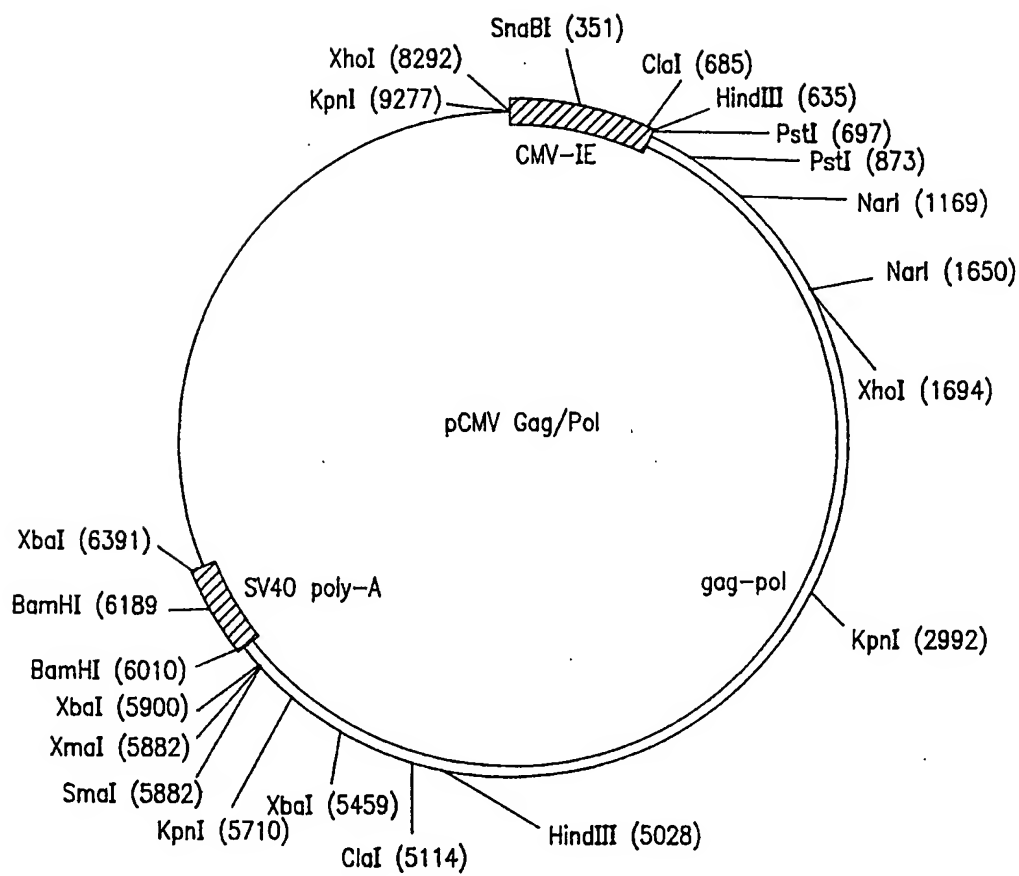 SnaBI (351)
XhoI (8292)
ClaI (685)
KpnI (9277)
HindIII (635)
PstI (697)
CMV-IE
PstI (873)
NarI (1169)
NarI (1650)
XhoI (1694)
pCMV Gag/Pol
XbaI (6391)
SV40 poly-A
gag-pol
BamHI (6189
KpnI (2992)
BamHI (6010)
XbaI (5900)
XmaI (5882)
SmaI (5882)
XbaI (5459)
KpnI (5710)
HindIII (5028)
ClaI (5114)